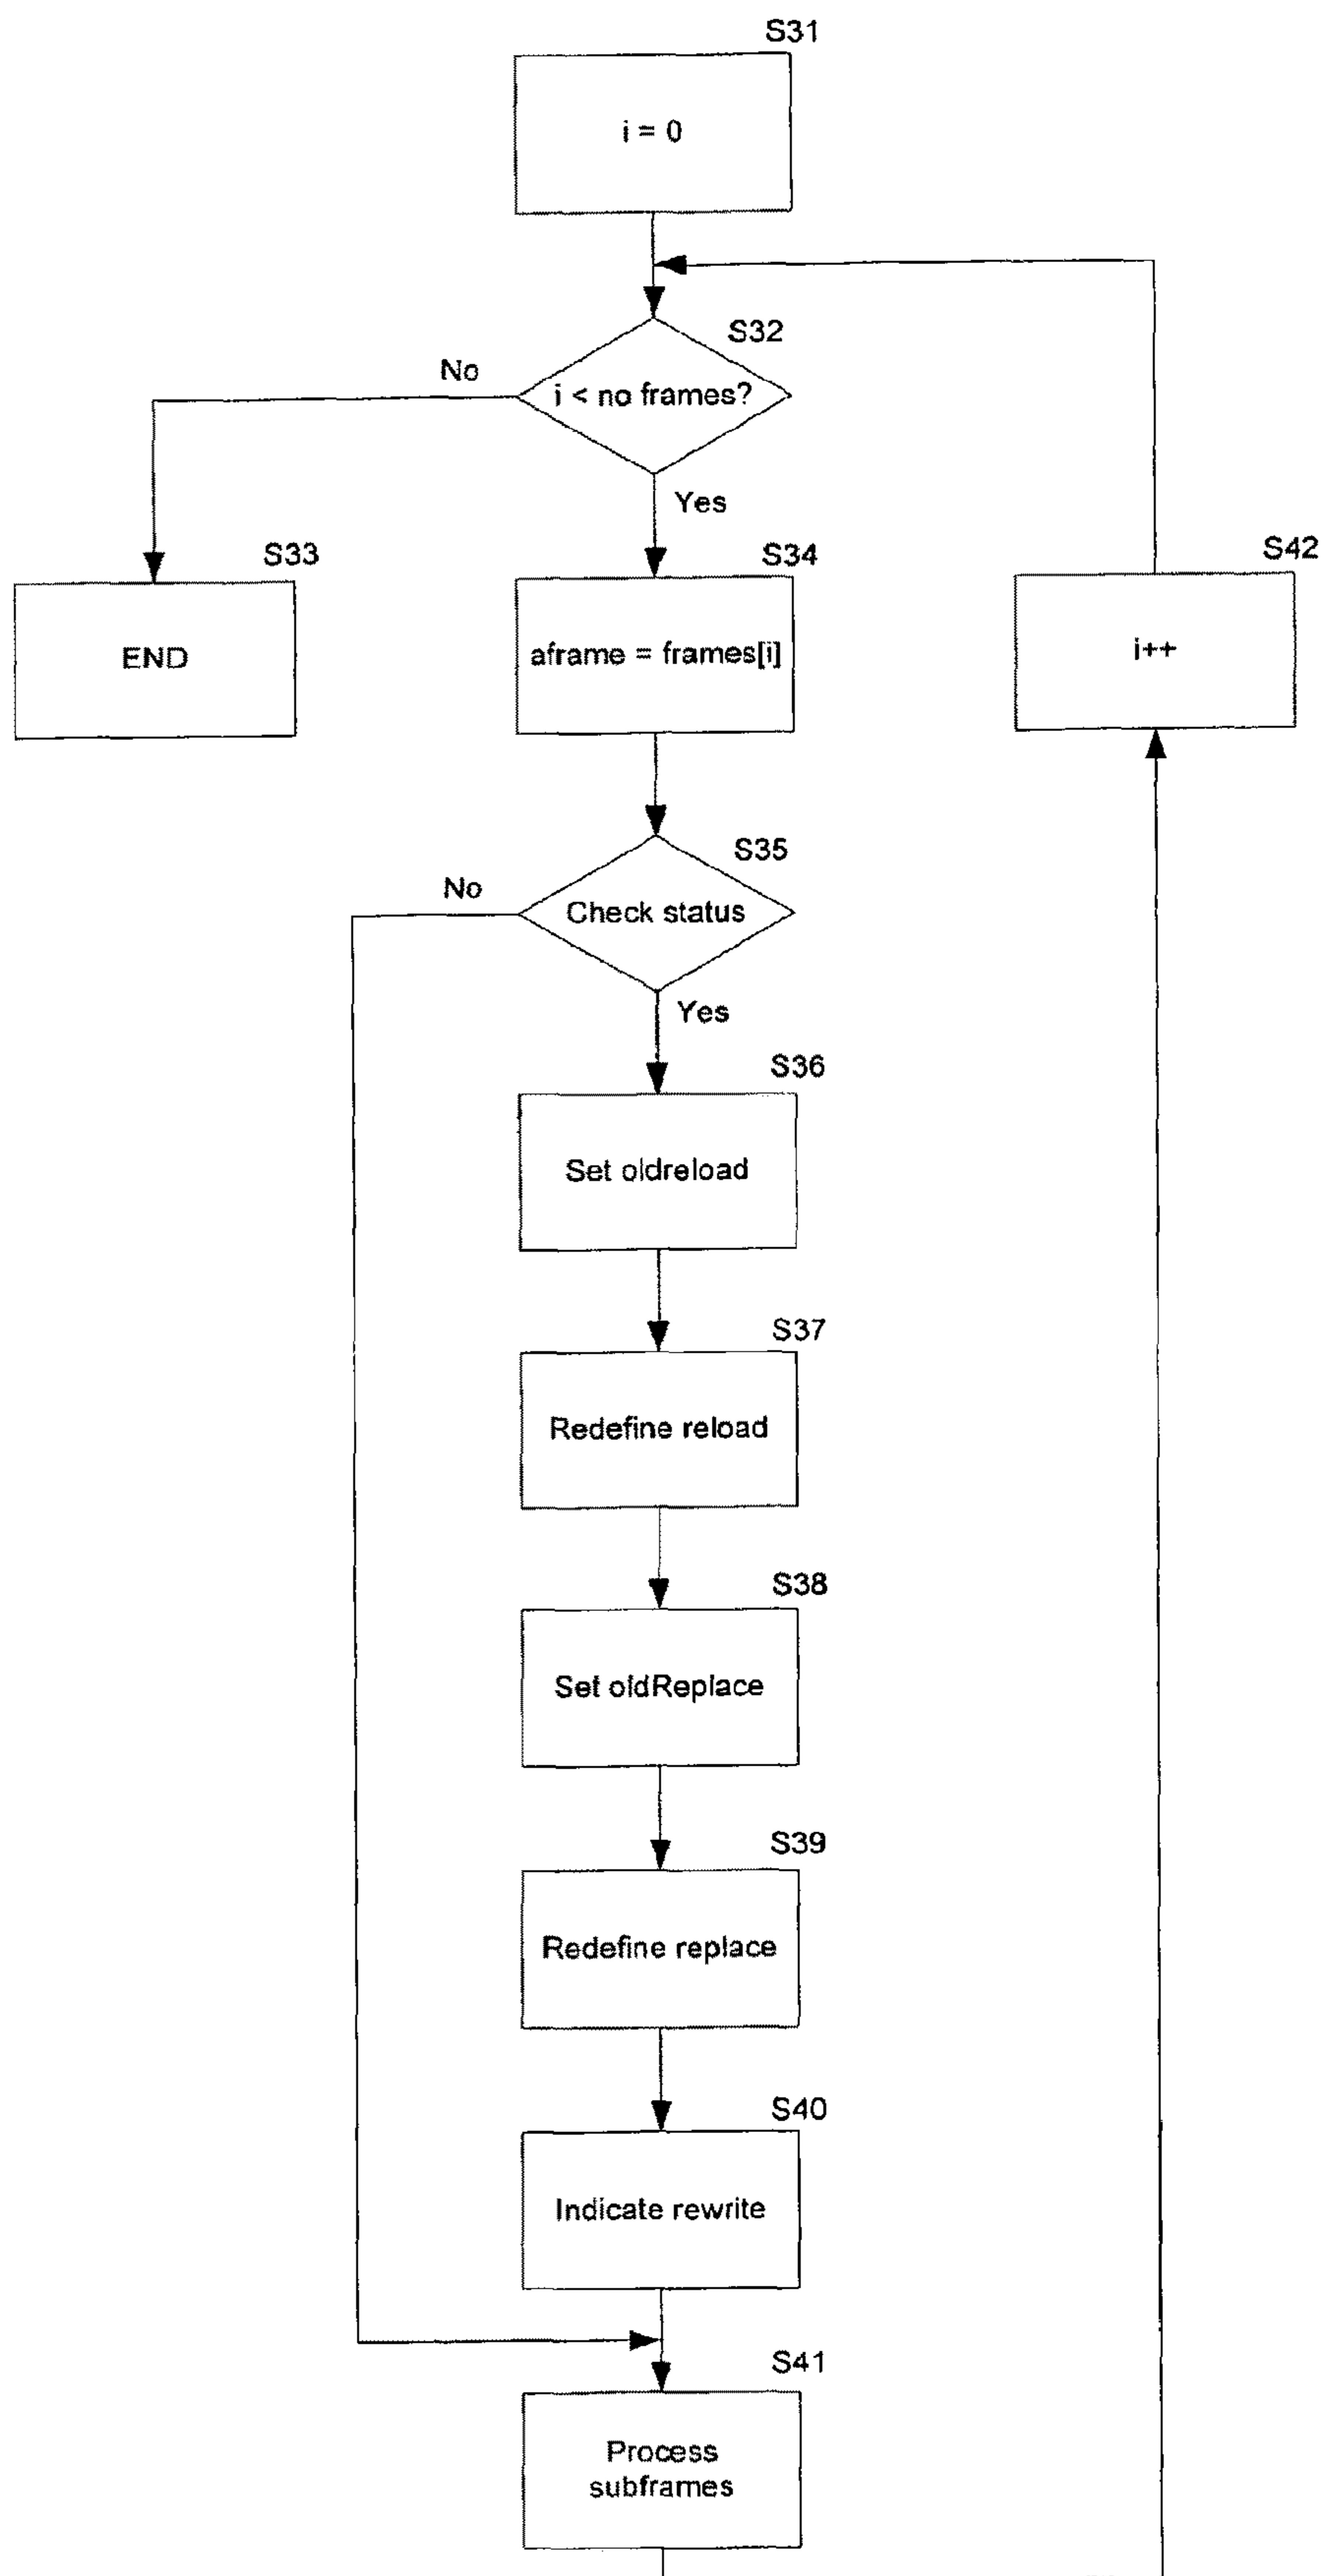 S31
i = 0
S32
No
i < no frames?
Yes
S33
S34
S42
END
aframe = frames[i]
i++
S35
No
Check status
Yes
S36
Set oldreload
S37
Redefine reload
S38
Set oldReplace
S39
Redefine replace
S40
Indicate rewrite
S41
Process
subframes